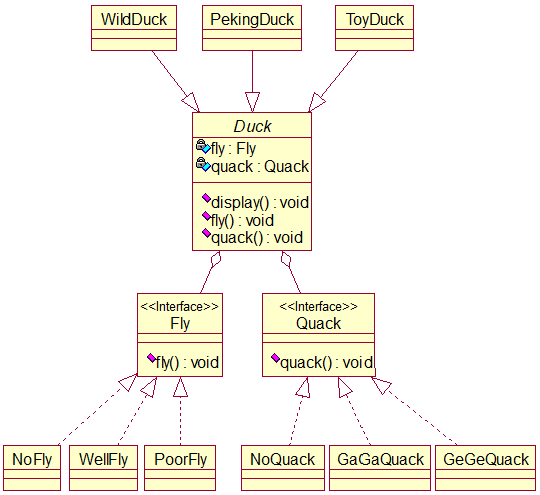 WildDuck
PekingDuck
ToyDuck
Duck
fly : Fly
quack : Quack
display() : void
fly() : void
quack() : void
<<Interface>>
Fly
fly() : void
<<Interface>>
Quack
quack() : void
NoFly
WellFly
PoorFly
NoQuack
GaGaQuack
GeGeQuack